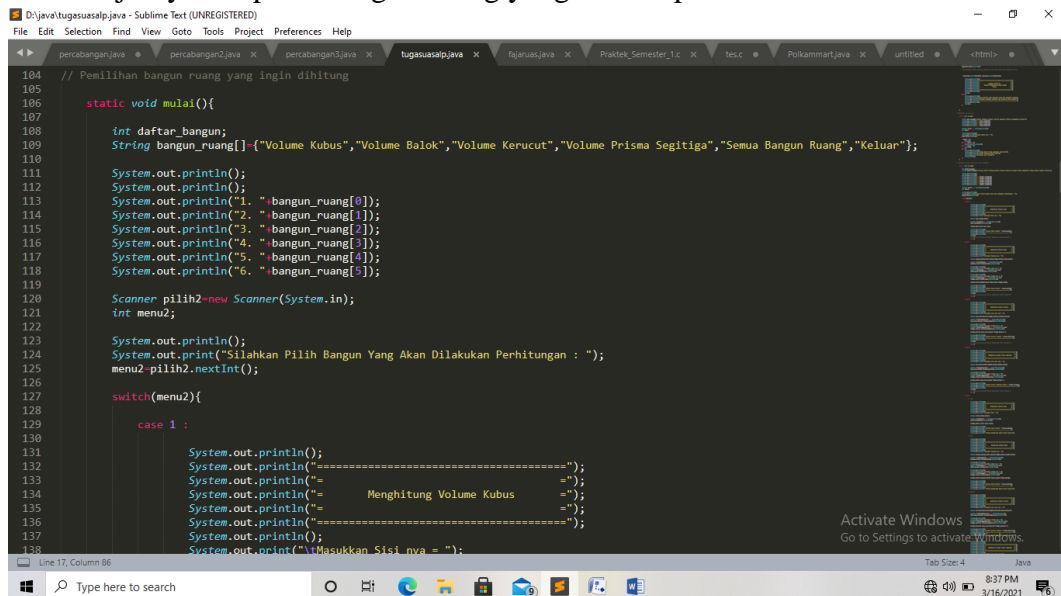 D:\java\tugasuasalp.java - Sublime Text (UNREGISTERED)
File Edit Selection Find View Goto Tools Project Preferences Help
percabangan.java percabangan2.java percabangan3.java tugasuasalp.java fajaruas.java Praktek_Semester_1.c tes.c Polkammart.java untitled <html>
104 // Pemilihan bangun ruang yang ingin dihitung
105
106 static void mulai(){
107
108 int daftar_bangun;
109 String bangun_ruang[]={"Volume Kubus","Volume Balok","Volume Kerucut","Volume Prisma Segitiga","Semua Bangun Ruang","Keluar"};
110
111 System.out.println();
112 System.out.println();
113 System.out.println("1. "+bangun_ruang[0]);
114 System.out.println("2. "+bangun_ruang[1]);
115 System.out.println("3. "+bangun_ruang[2]);
116 System.out.println("4. "+bangun_ruang[3]);
117 System.out.println("5. "+bangun_ruang[4]);
118 System.out.println("6. "+bangun_ruang[5]);
119
120 Scanner pilih2=new Scanner(System.in);
121 int menu2;
122
123 System.out.println();
124 System.out.print("Silahkan Pilih Bangun Yang Akan Dilakukan Perhitungan : ");
125 menu2=pilih2.nextInt();
126
127 switch(menu2){
128
129 case 1 :
130
131 System.out.println();
132 System.out.println("=======================================");
133 System.out.println("=                                     =");
134 System.out.println("=       Menghitung Volume Kubus       =");
135 System.out.println("=                                     =");
136 System.out.println("=======================================");
137 System.out.println();
138 System.out.print("\tMasukkan Sisi nya = ");
Activate Windows
Go to Settings to activate Windows.
Line 17, Column 86 Tab Size: 4 Java
Type here to search
8:37 PM
3/16/2021